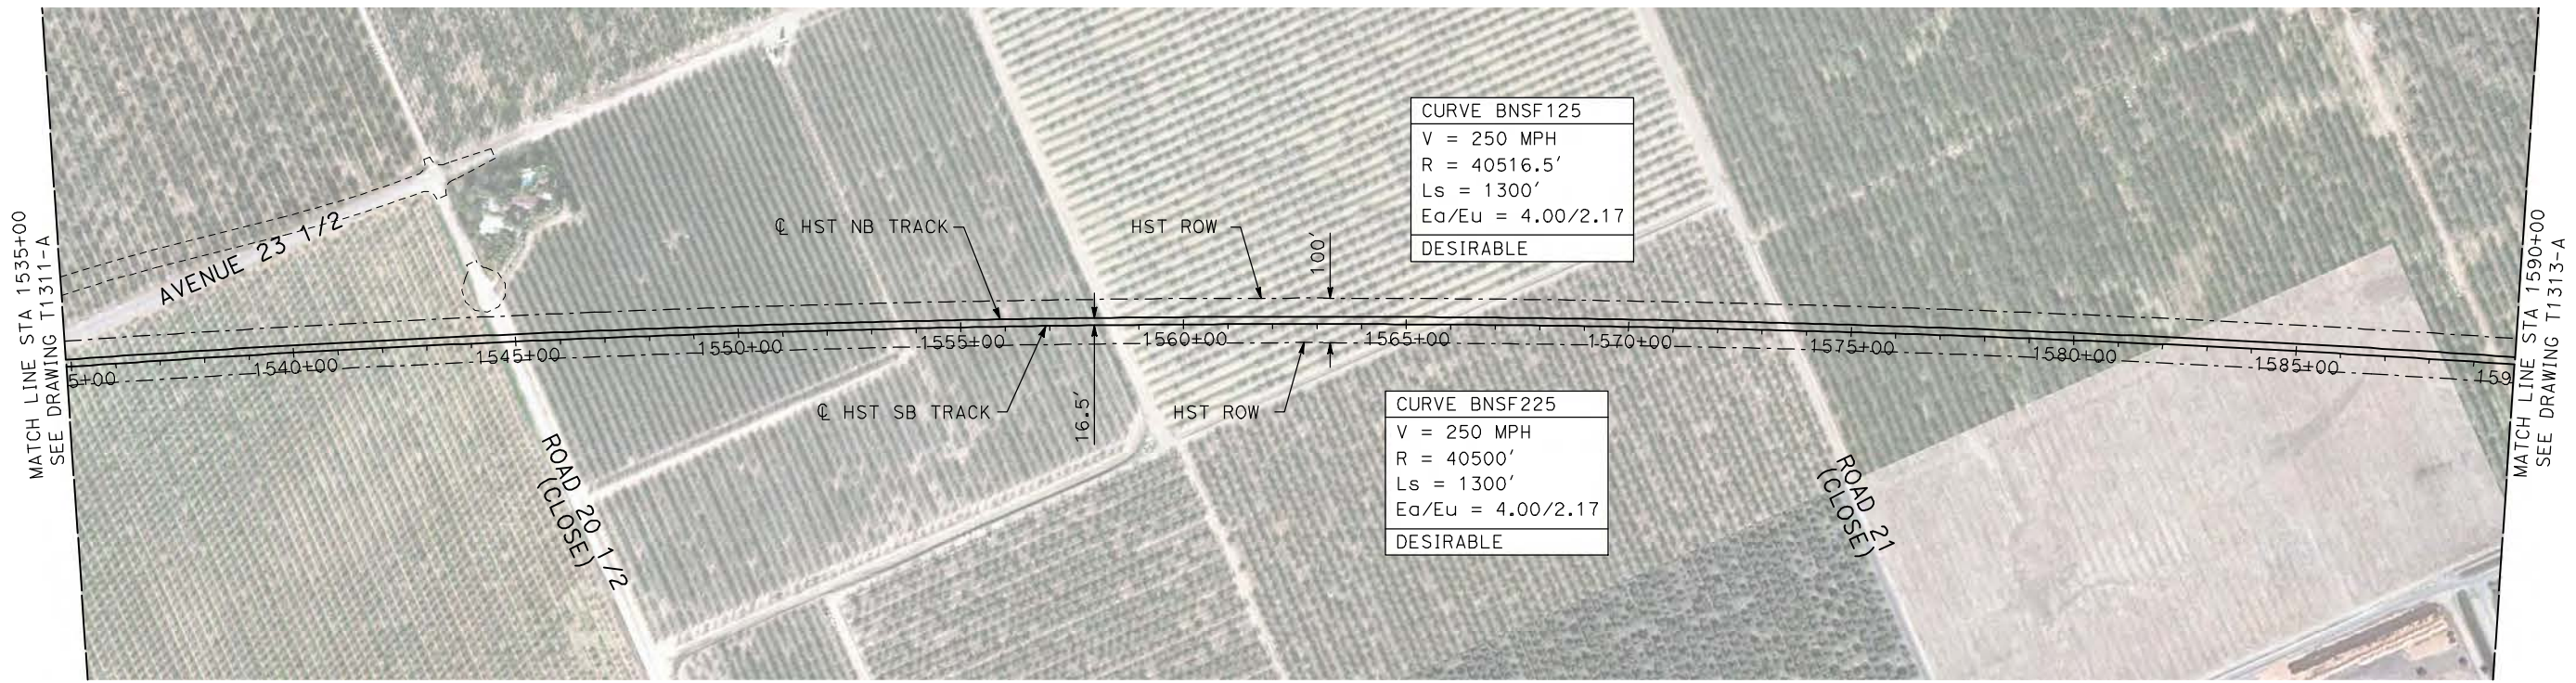 MATCH LINE STA 1535+00
SEE DRAWING T1311-A
AVENUE 23 1/2
℄ HST NB TRACK
HST ROW
100'
CURVE BNSF125
V = 250 MPH
R = 40516.5'
Ls = 1300'
Ea/Eu = 4.00/2.17
DESIRABLE
5+00
1540+00
1545+00
1550+00
1555+00
1560+00
1565+00
1570+00
1575+00
1580+00
1585+00
159
℄ HST SB TRACK
16.5'
HST ROW
CURVE BNSF225
V = 250 MPH
R = 40500'
Ls = 1300'
Ea/Eu = 4.00/2.17
DESIRABLE
ROAD 20 1/2
(CLOSE)
ROAD 21
(CLOSE)
MATCH LINE STA 1590+00
SEE DRAWING T1313-A